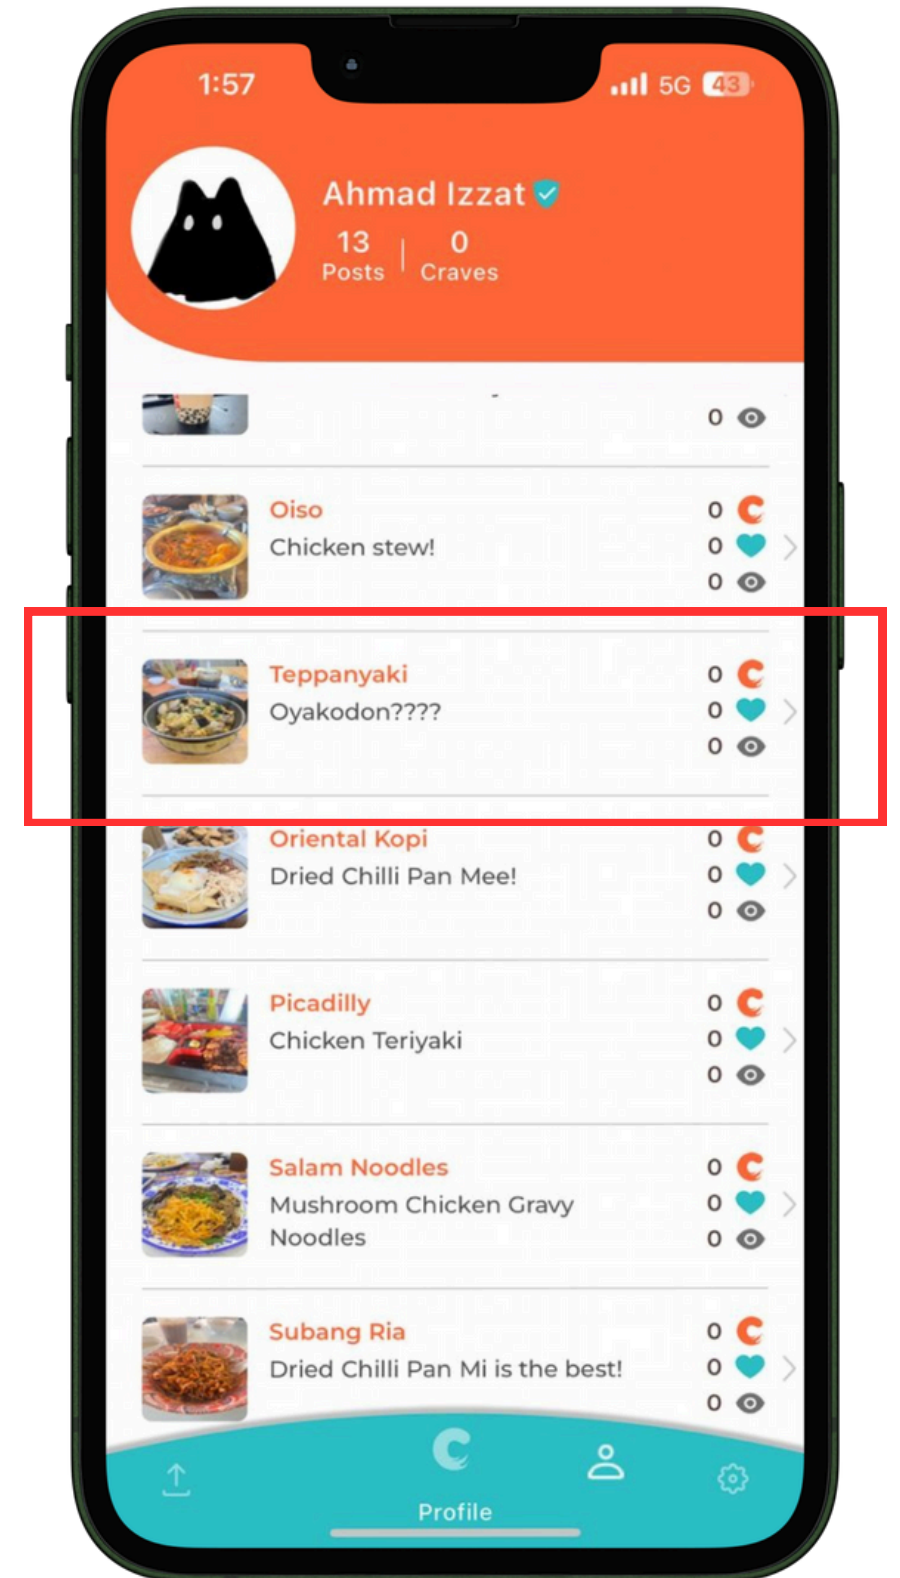 1:57
5G 43
Ahmad Izzat
13
0
Posts
Craves
0
Oiso
Chicken stew!
0
0
0
Teppanyaki
Oyakodon????
0
0
0
Oriental Kopi
Dried Chilli Pan Mee!
0
0
0
Picadilly
Chicken Teriyaki
0
0
0
Salam Noodles
Mushroom Chicken Gravy
Noodles
0
0
0
Subang Ria
Dried Chilli Pan Mi is the best!
0
0
0
Profile